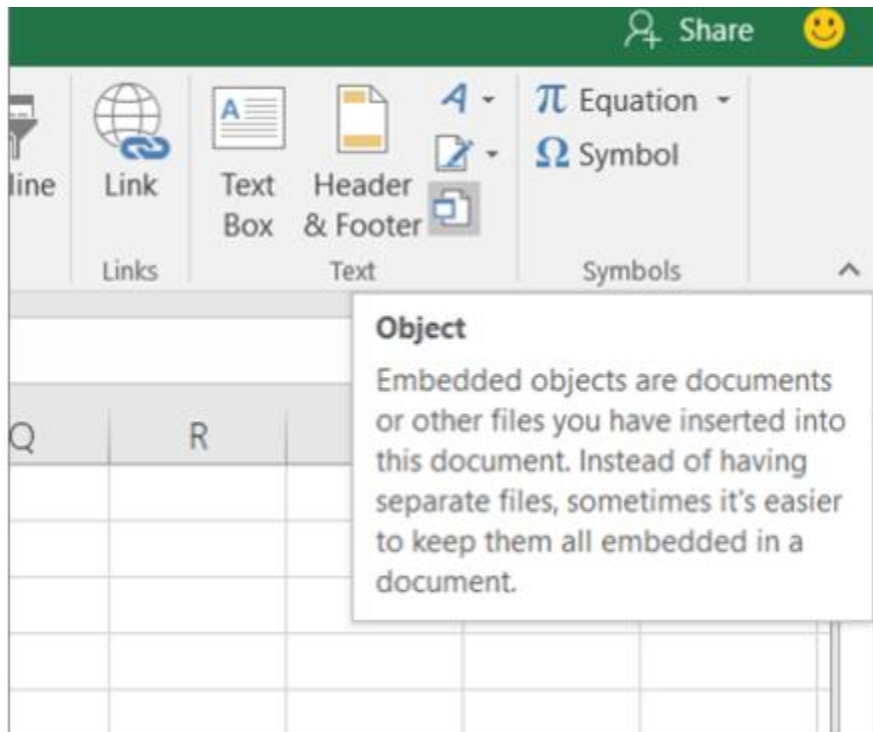 Share
Equation
Symbol
line
Link
Text
Box
Header
& Footer
Links
Text
Symbols
Object
Embedded objects are documents
or other files you have inserted into
this document. Instead of having
separate files, sometimes it's easier
to keep them all embedded in a
document.
Q
R